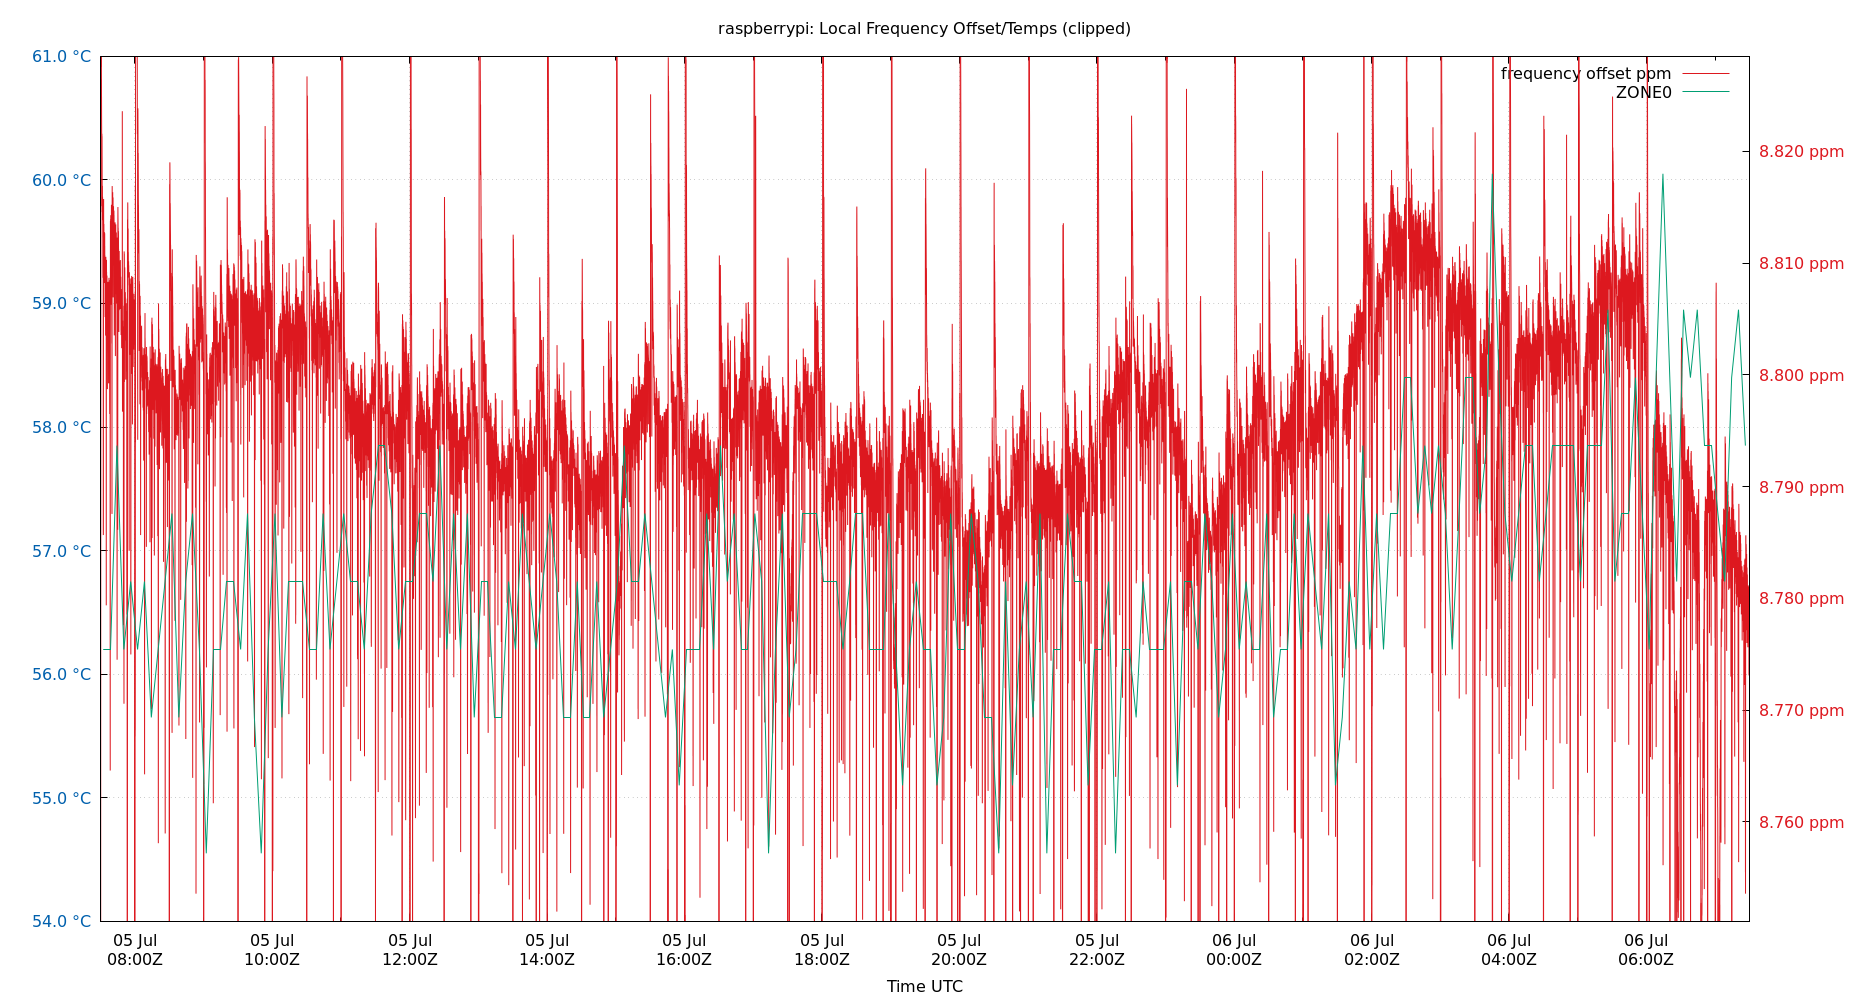 raspberrypi: Local Frequency Offset/Temps (clipped)
61.0 °C
60.0 °C
59.0 °C
58.0 °C
57.0 °C
56.0 °C
55.0 °C
54.0 °C
frequency offset ppm
ZONE0
8.820 ppm
8.810 ppm
8.800 ppm
8.790 ppm
8.780 ppm
8.770 ppm
8.760 ppm
05 Jul 05 Jul 05 Jul 05 Jul 05 Jul 05 Jul 05 Jul 05 Jul 06 Jul 06 Jul 06 Jul 06 Jul
08:00Z 10:00Z 12:00Z 14:00Z 16:00Z 18:00Z 20:00Z 22:00Z 00:00Z 02:00Z 04:00Z 06:00Z
Time UTC